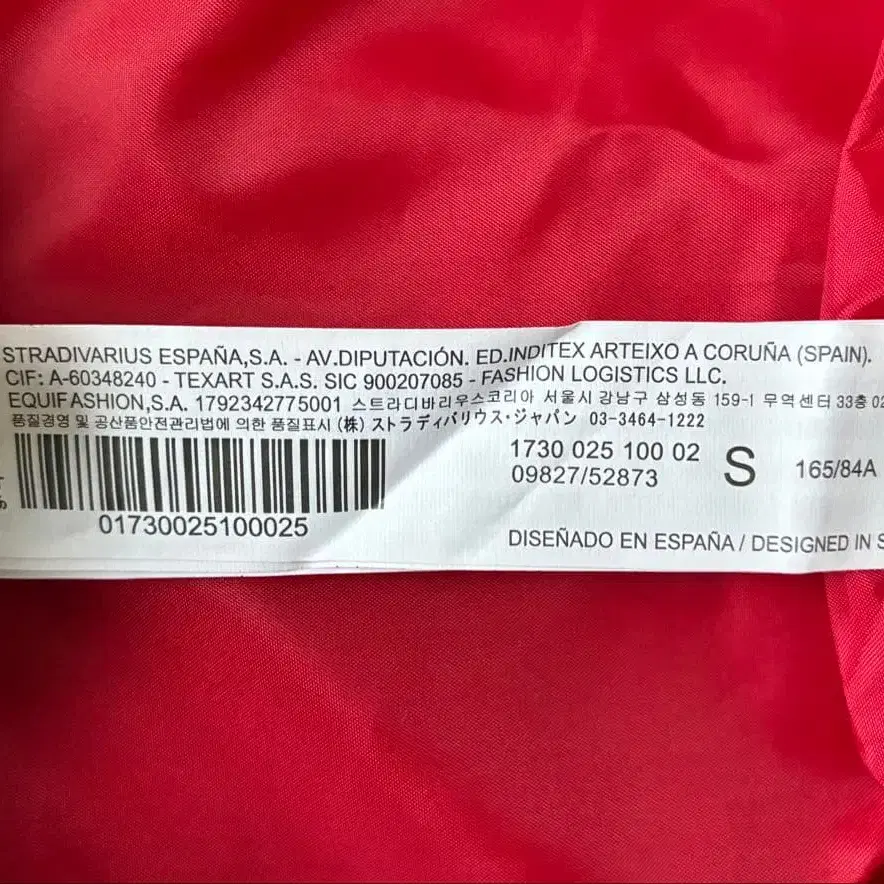 STRADIVARIUS ESPAÑA,S.A. - AV.DIPUTACIÓN. ED.INDITEX ARTEIXO A CORUÑA (SPAIN).
CIF: A-60348240 - TEXART S.A.S. SIC 900207085 - FASHION LOGISTICS LLC.
EQUIFASHION,S.A. 1792342775001 스트라디바리우스코리아 서울시 강남구 삼성동 159-1 무역센터 33층 02
품질경영 및 공산품안전관리법에 의한 품질표시 (株) ストラディバリウス・ジャパン 03-3464-1222
1730 025 100 02
09827/52873
S
165/84A
01730025100025
DISEÑADO EN ESPAÑA / DESIGNED IN S